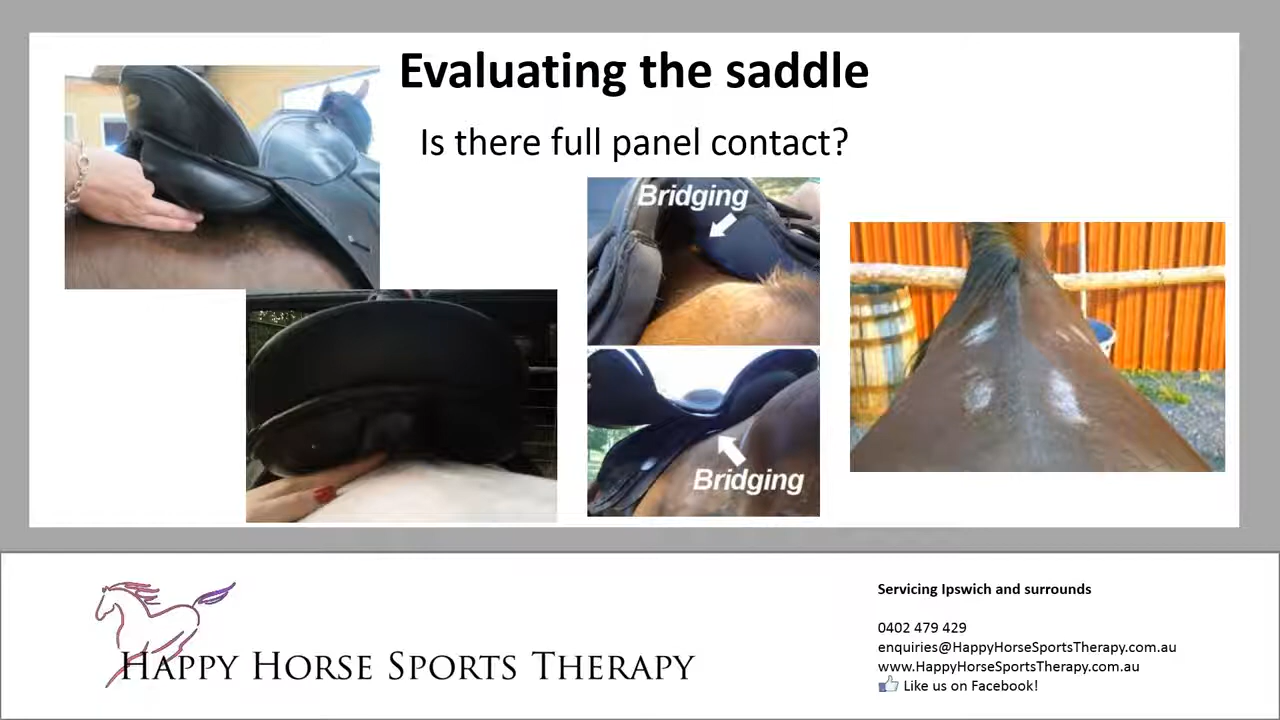 Evaluating the saddle
Is there full panel contact?
Bridging
Bridging
HAPPY HORSE SPORTS THERAPY
Servicing Ipswich and surrounds
0402 479 429
enquiries@HappyHorseSportsTherapy.com.au
www.HappyHorseSportsTherapy.com.au
Like us on Facebook!